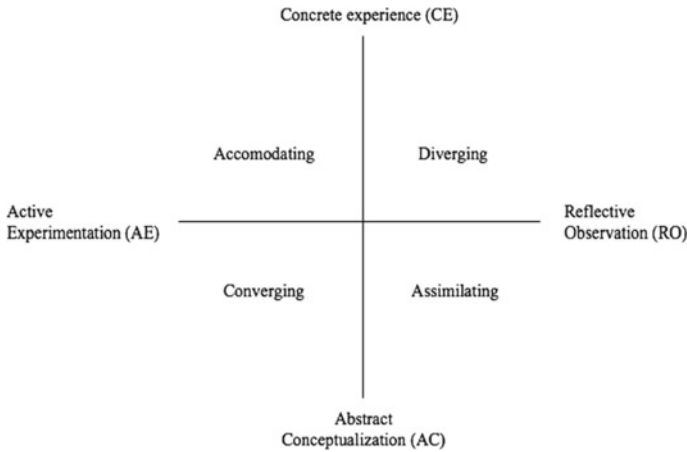 Concrete experience (CE)
Accomodating
Diverging
Active
Experimentation (AE)
Reflective
Observation (RO)
Converging
Assimilating
Abstract
Conceptualization (AC)